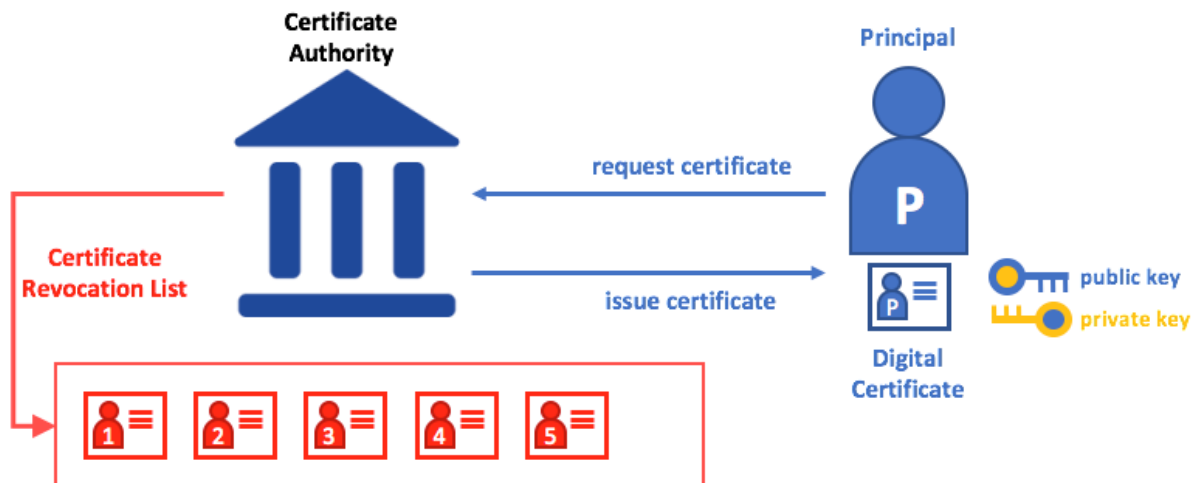 Certificate
Authority
Principal
request certificate
P
Certificate
Revocation List
issue certificate
P
public key
private key
Digital
Certificate
1 2 3 4 5